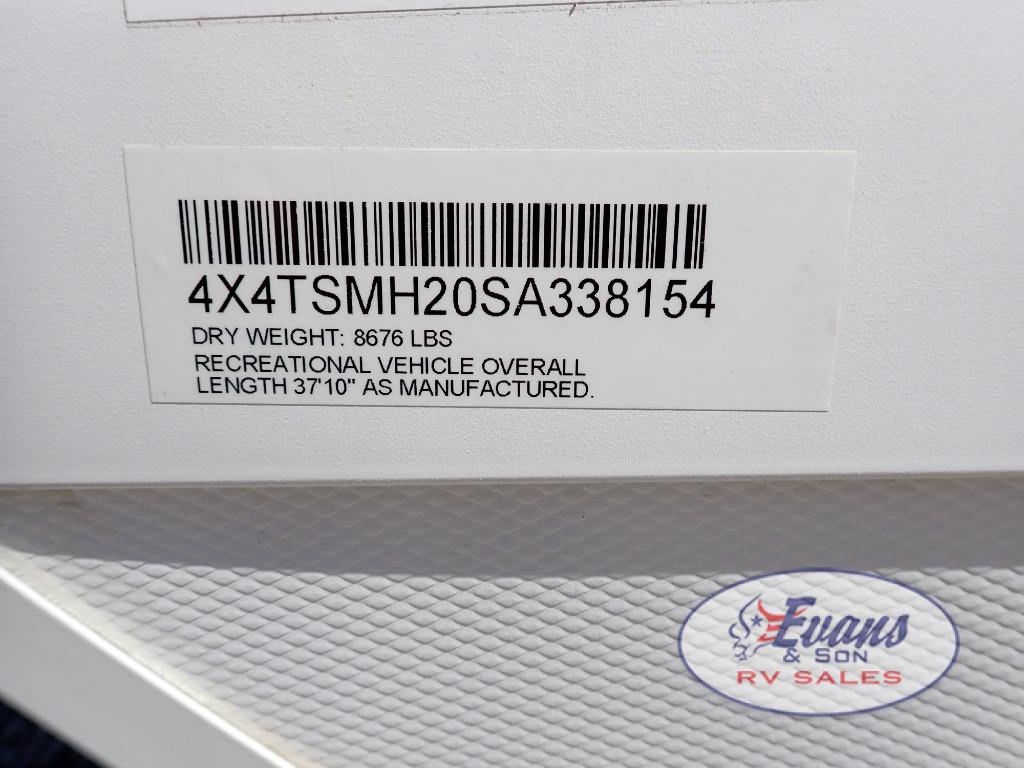 4X4TSMH20SA338154
DRY WEIGHT: 8676 LBS
RECREATIONAL VEHICLE OVERALL
LENGTH 37'10" AS MANUFACTURED.
Evans
& SON
RV SALES